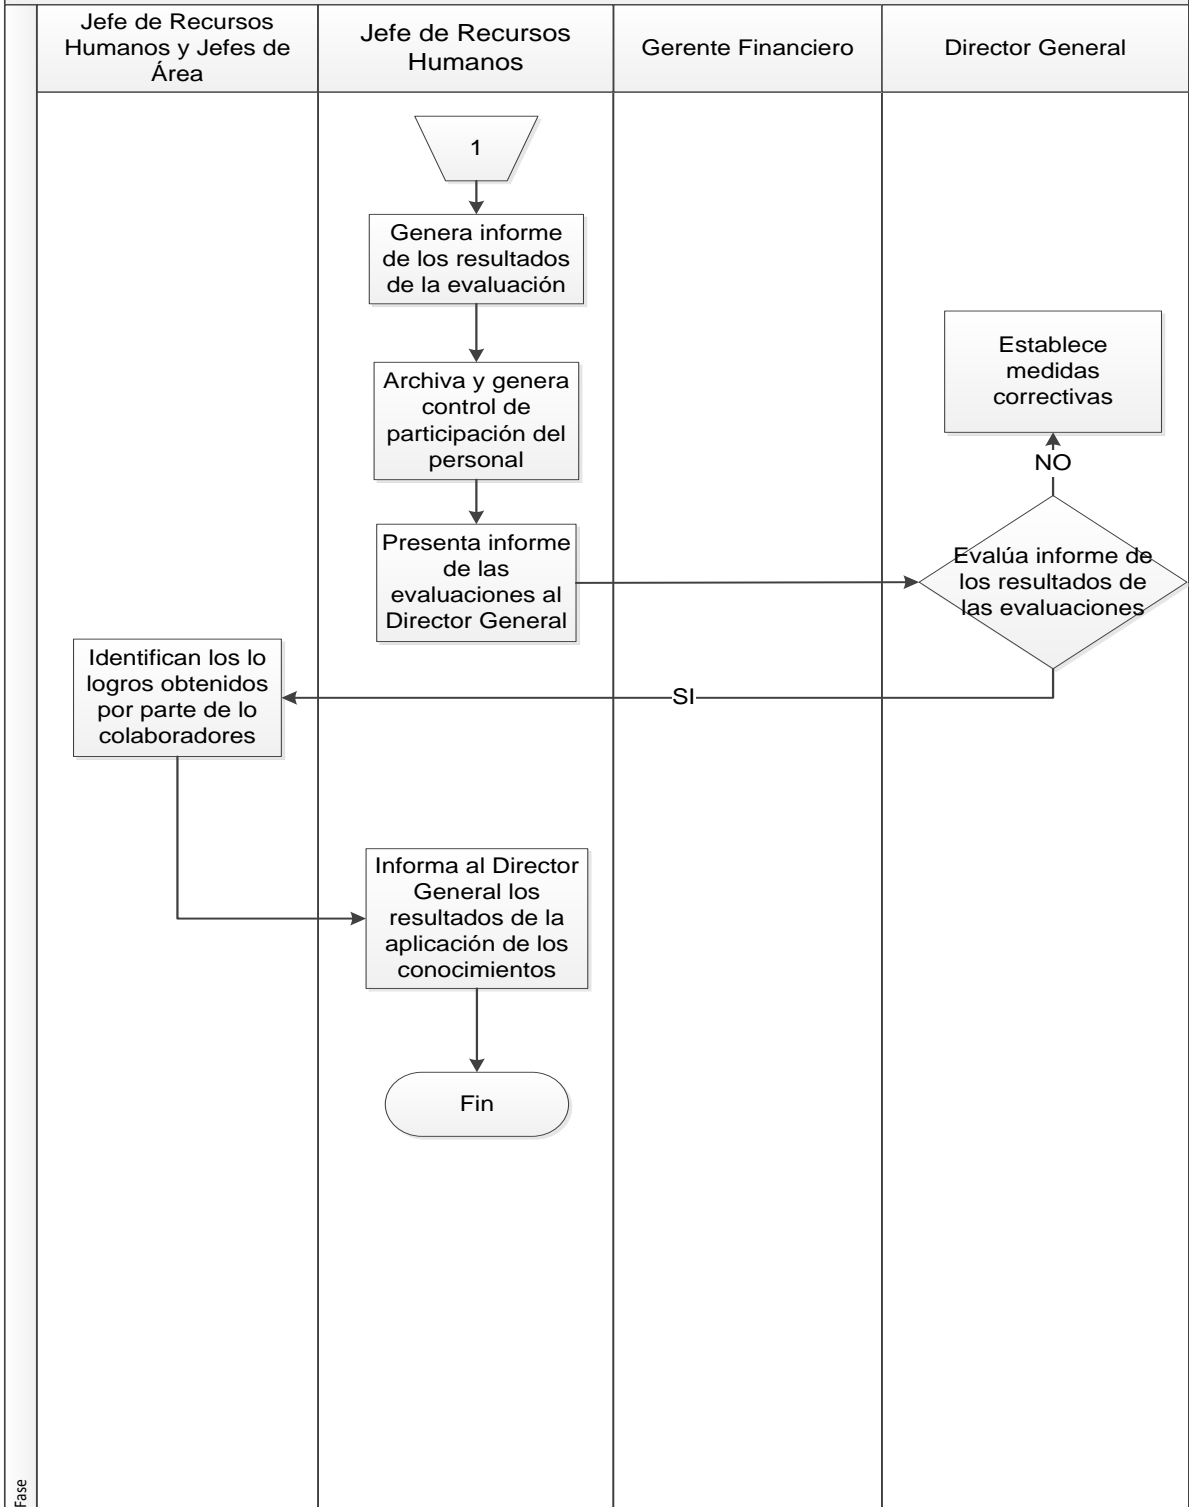 Jefe de Recursos
Humanos y Jefes de
Área
Jefe de Recursos
Humanos
Gerente Financiero
Director General
1
Genera informe
de los resultados
de la evaluación
Archiva y genera
control de
participación del
personal
Presenta informe
de las
evaluaciones al
Director General
Establece
medidas
correctivas
NO
Evalúa informe de
los resultados de
las evaluaciones
SI
Identifican los lo
logros obtenidos
por parte de lo
colaboradores
Informa al Director
General los
resultados de la
aplicación de los
conocimientos
Fin
Fase